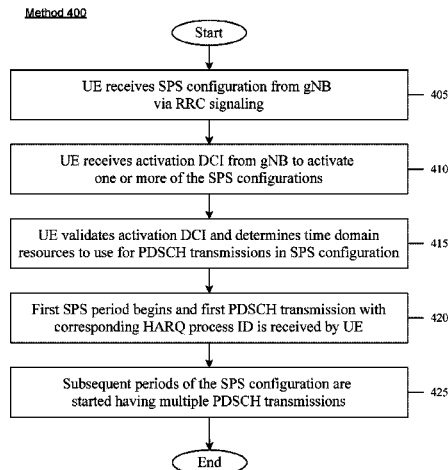 Method 400
Start
UE receives SPS configuration from gNB
via RRC signaling
405
UE receives activation DCI from gNB to activate
one or more of the SPS configurations
410
UE validates activation DCI and determines time domain
resources to use for PDSCH transmissions in SPS configuration
415
First SPS period begins and first PDSCH transmission with
corresponding HARQ process ID is received by UE
420
Subsequent periods of the SPS configuration are
started having multiple PDSCH transmissions
425
End